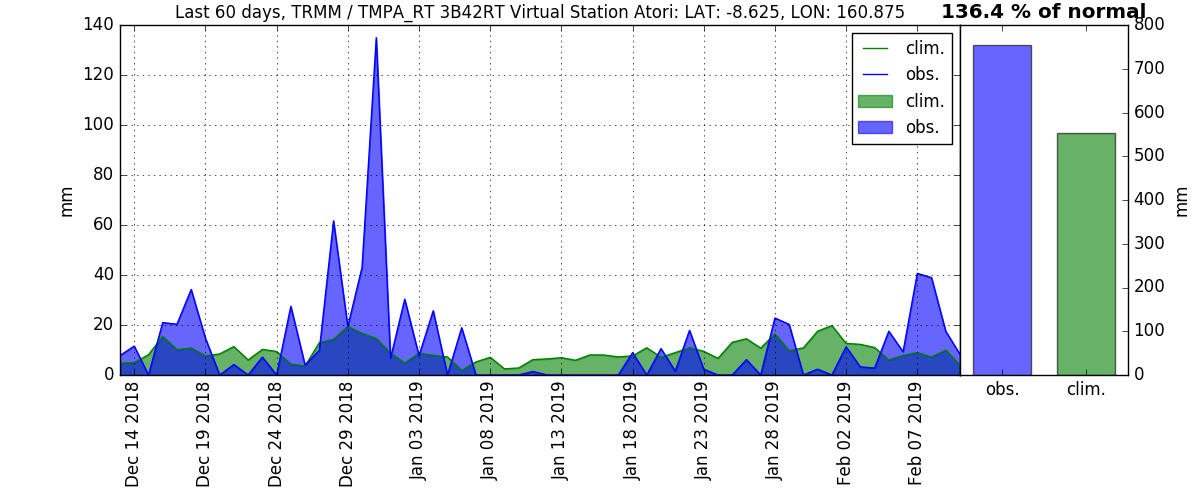 Last 60 days, TRMM / TMPA_RT 3B42RT Virtual Station Atori: LAT: -8.625, LON: 160.875
136.4 % of normal
140
120
100
80
60
40
20
0
mm
clim.
obs.
clim.
obs.
800
700
600
500
400
300
200
100
0
mm
Dec 14 2018
Dec 19 2018
Dec 24 2018
Dec 29 2018
Jan 03 2019
Jan 08 2019
Jan 13 2019
Jan 18 2019
Jan 23 2019
Jan 28 2019
Feb 02 2019
Feb 07 2019
obs.
clim.